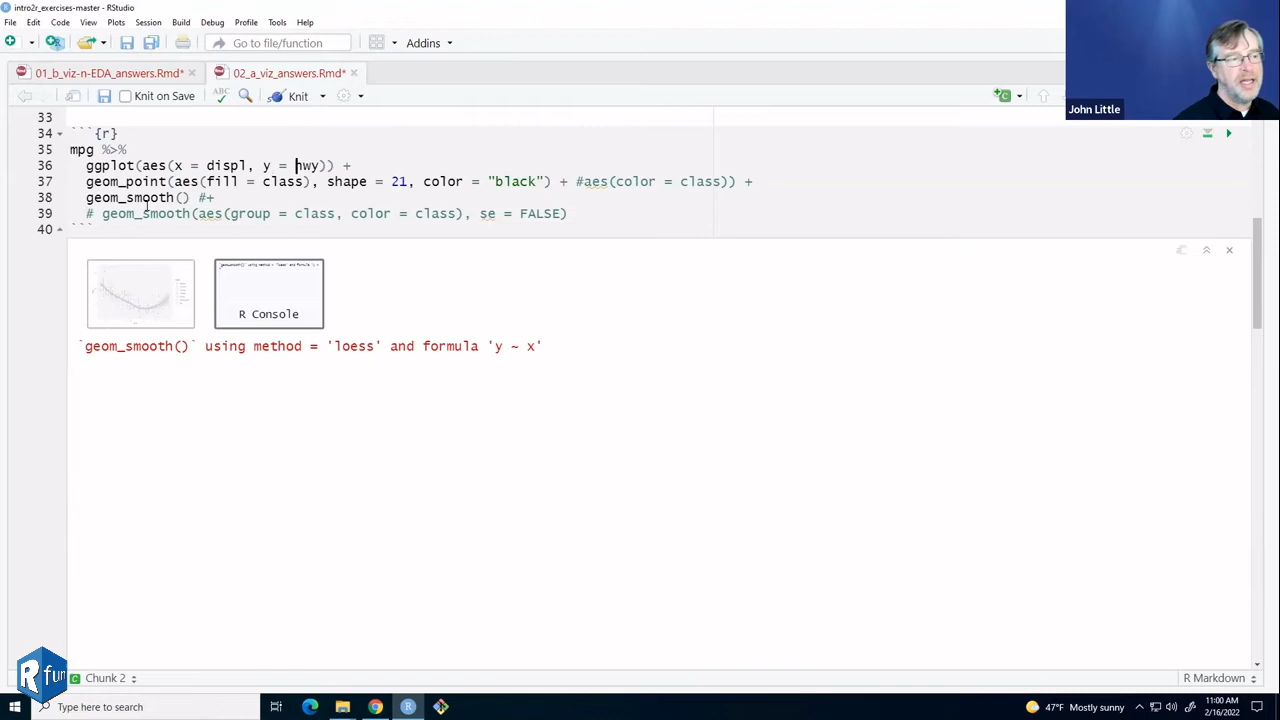 intro2r_exercises-master - RStudio
File Edit Code View Plots Session Build Debug Profile Tools Help
Go to file/function Addins
01_b_viz-n-EDA_answers.Rmd* 02_a_viz_answers.Rmd*
Knit on Save ABC Knit
John Little
33
34 ```{r}
35 mpg %>%
36 ggplot(aes(x = displ, y = hwy)) +
37 geom_point(aes(fill = class), shape = 21, color = "black") + #aes(color = class)) +
38 geom_smooth() #+
39 # geom_smooth(aes(group = class, color = class), se = FALSE)
40 ```
R Console
`geom_smooth()` using method = 'loess' and formula 'y ~ x'
R fun
Chunk 2 R Markdown
Type here to search 47°F Mostly sunny 11:00 AM
2/16/2022